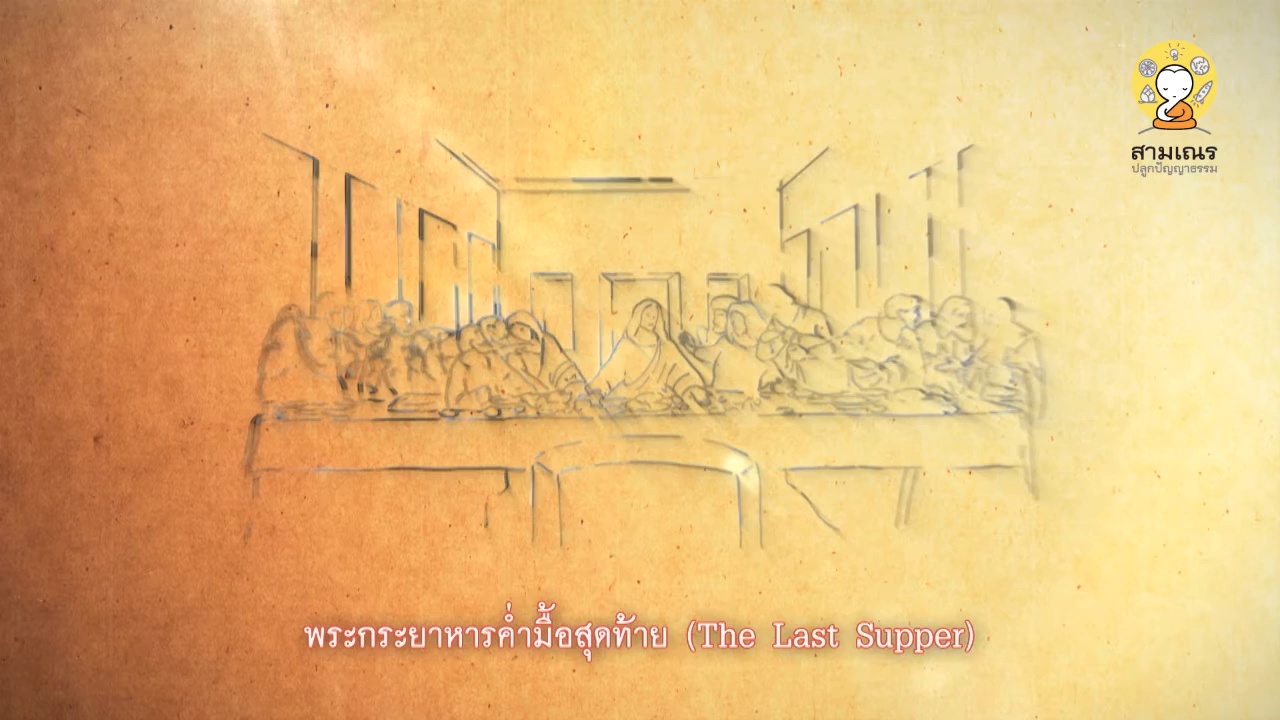 สามเณร
ปลูกปัญญาธรรม
พระกระยาหารค่ำมื้อสุดท้าย (The Last Supper)